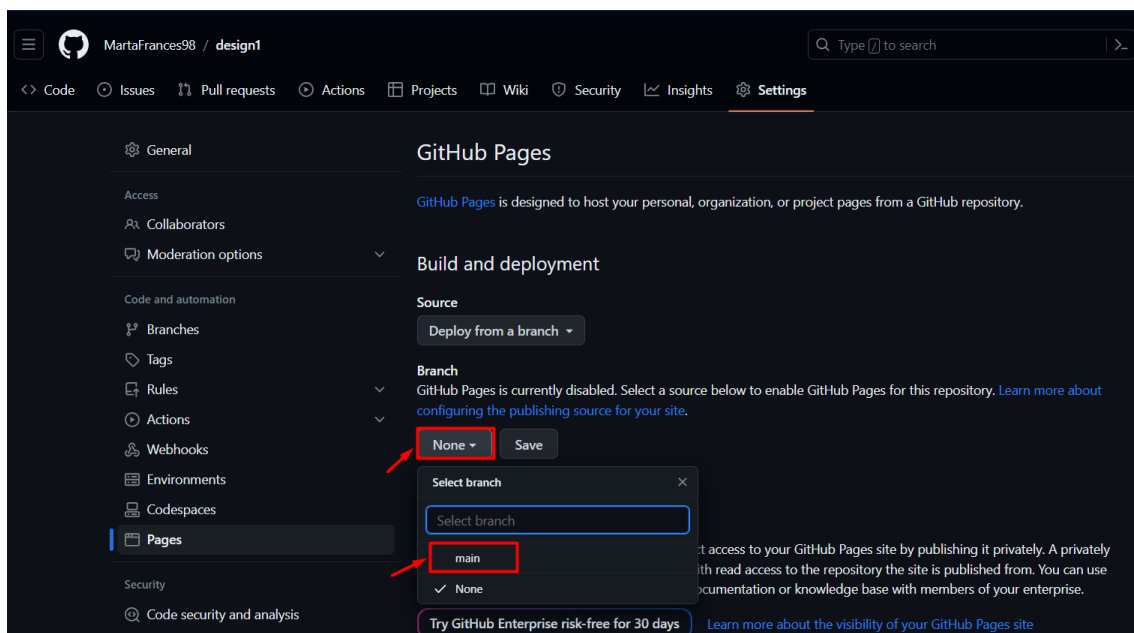 MartaFrances98 / design1
Type / to search
Code
Issues
Pull requests
Actions
Projects
Wiki
Security
Insights
Settings
General
Access
Collaborators
Moderation options
Code and automation
Branches
Tags
Rules
Actions
Webhooks
Environments
Codespaces
Pages
Security
Code security and analysis
GitHub Pages
GitHub Pages is designed to host your personal, organization, or project pages from a GitHub repository.
Build and deployment
Source
Deploy from a branch
Branch
GitHub Pages is currently disabled. Select a source below to enable GitHub Pages for this repository. Learn more about
configuring the publishing source for your site.
None
Save
Select branch
Select branch
main
None
access to your GitHub Pages site by publishing it privately. A privately
read access to the repository the site is published from. You can use
or knowledge base with members of your enterprise.
Try GitHub Enterprise risk-free for 30 days
Learn more about the visibility of your GitHub Pages site